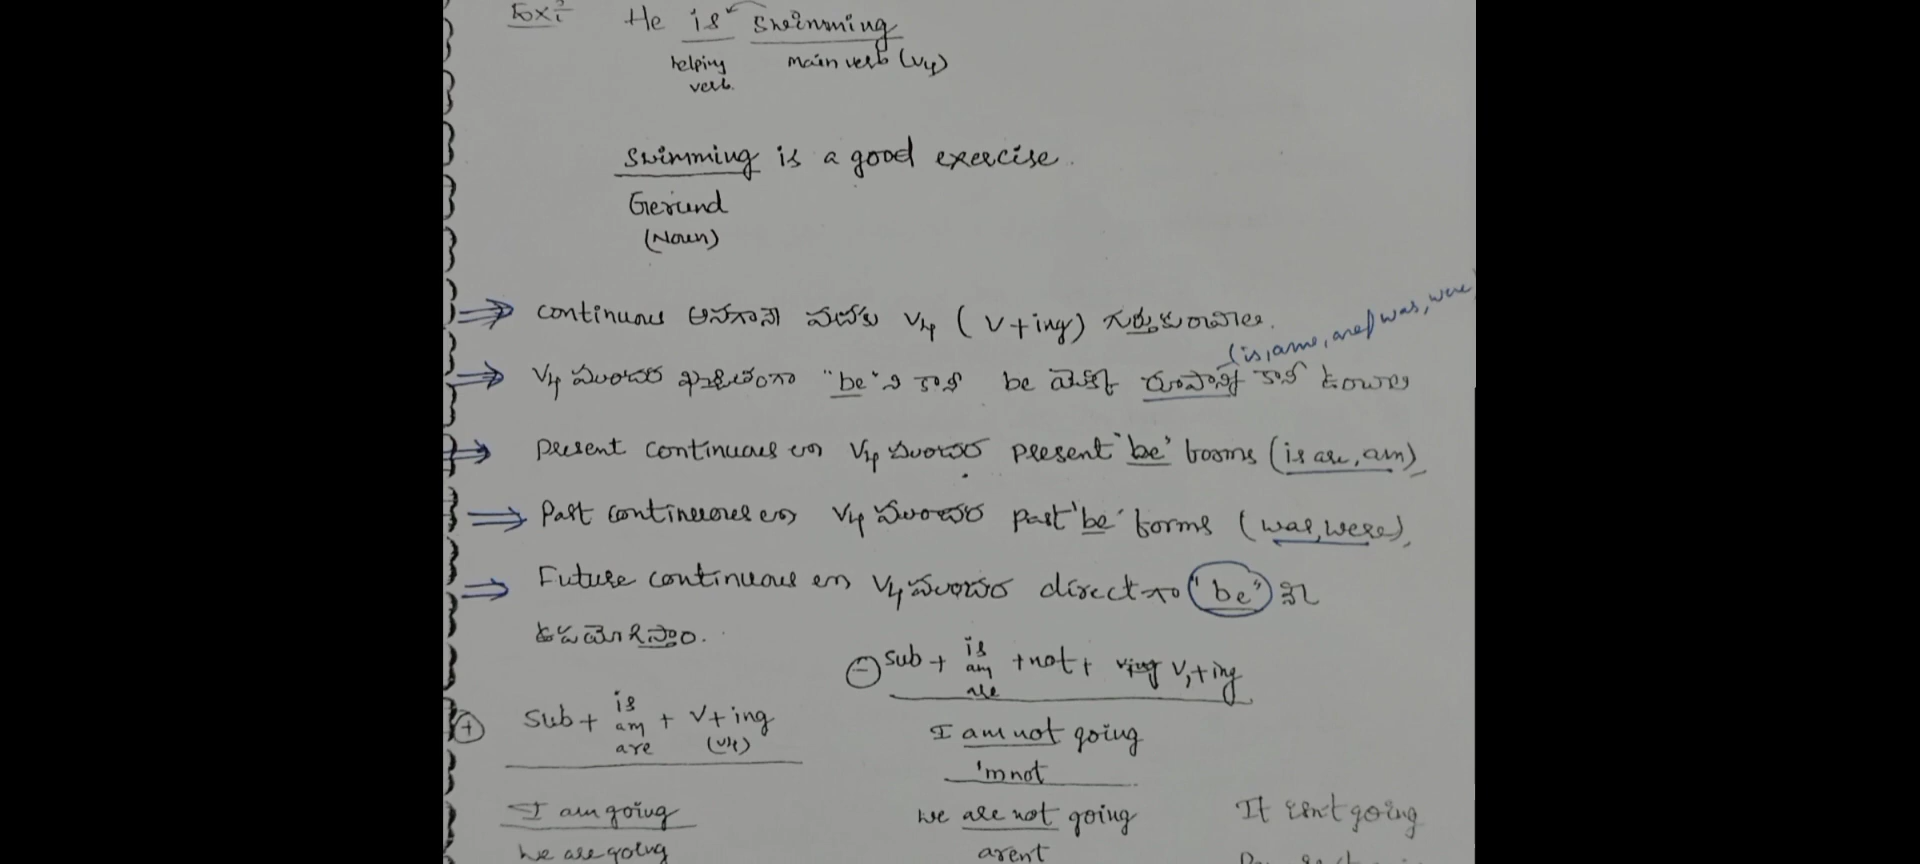 Ex:
He is swimming
helping verb
main verb (V4)
Swimming is a good exercise.
Gerund
(Noun)
continuous అనగానే మనకు V4 (V+ing) గుర్తుకురావాలి.
(is, am, are) was, were
V4 ముందర ఖచ్చితంగా "be" ని కానీ be యొక్క రూపాన్ని కానీ ఉండాలి
Present continuous లో V4 ముందర present 'be' forms (is are, am)
Past continuous లో V4 ముందర past 'be' forms (was, were).
Future continuous లో V4 ముందర direct గా "be" ని
ఉపయోగిస్తాం.
- sub + is am are + not + V1+ing
+ Sub + is am are + V+ing (V4)
I am not going
'm not
I am going
we are not going
It isn't going
we are going
arent